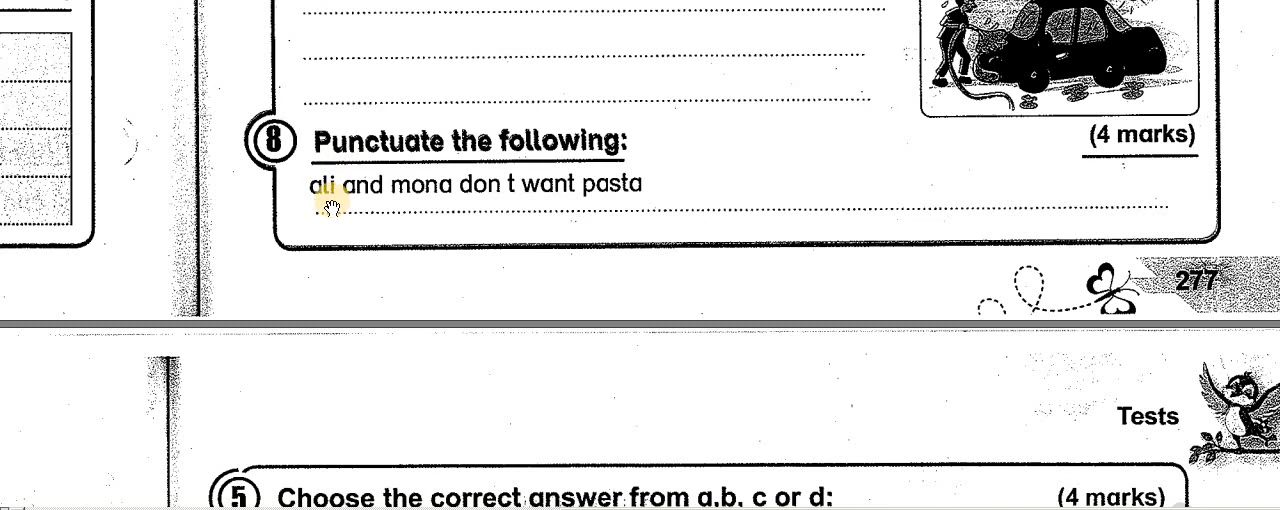 8 Punctuate the following: (4 marks)
ali and mona don t want pasta
277
Tests
5 Choose the correct answer from a,b, c or d: (4 marks)